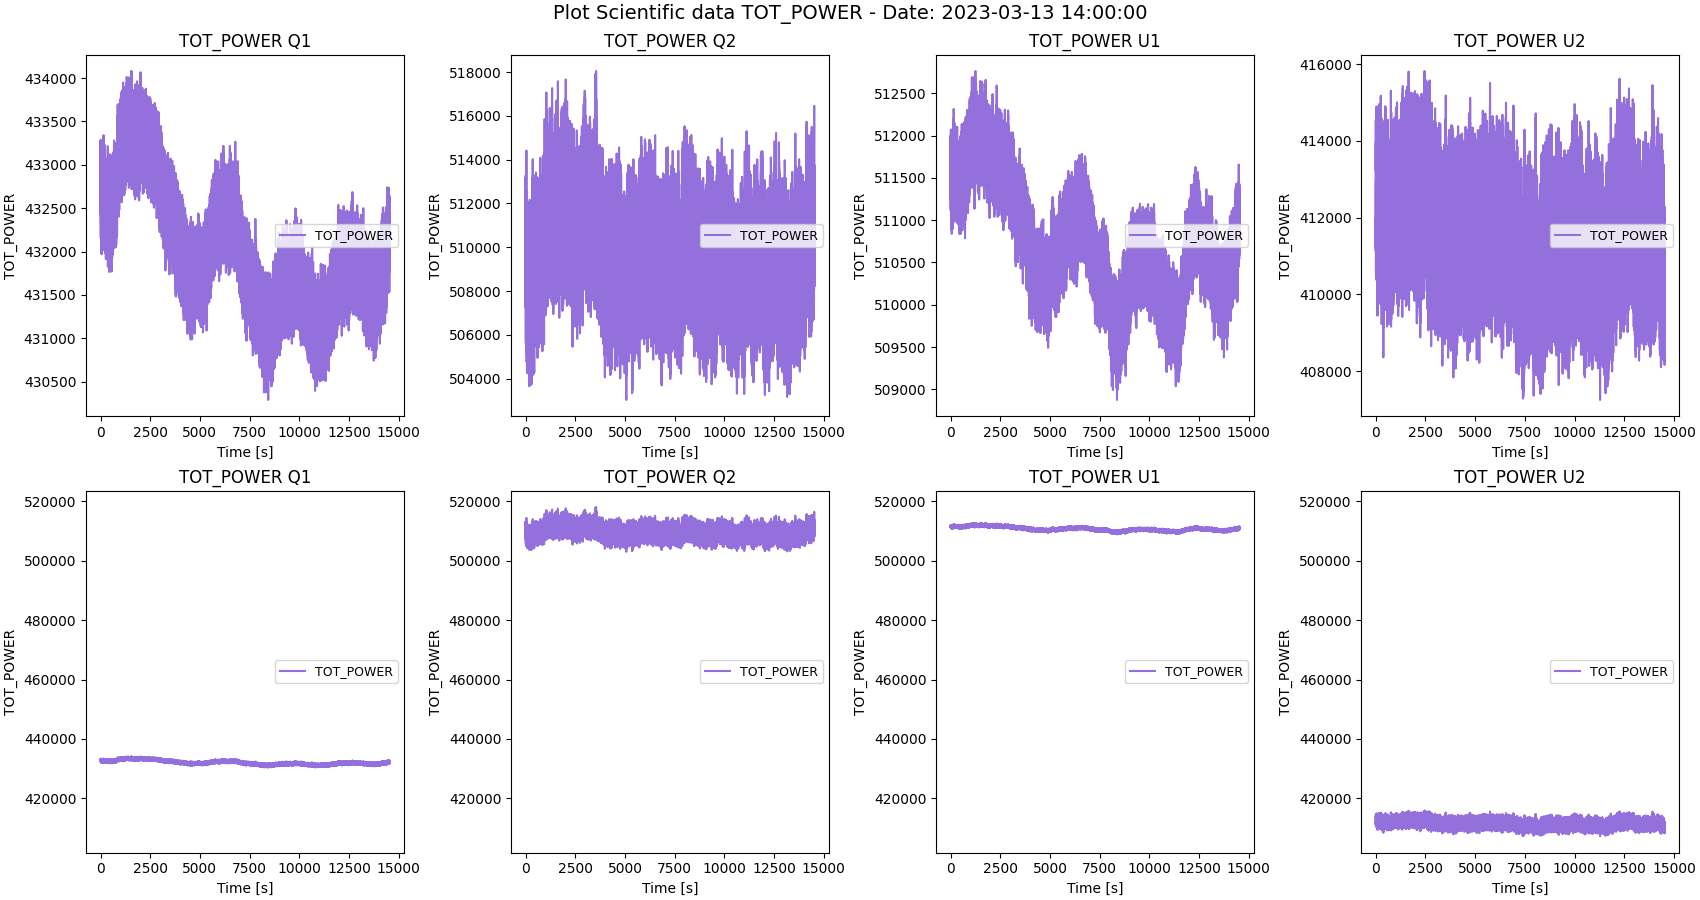 Plot Scientific data TOT_POWER - Date: 2023-03-13 14:00:00
TOT_POWER Q1
TOT_POWER
434000
433500
433000
432500
432000
431500
431000
430500
TOT_POWER
0 2500 5000 7500 10000 12500 15000
Time [s]
TOT_POWER Q2
TOT_POWER
518000
516000
514000
512000
510000
508000
506000
504000
TOT_POWER
0 2500 5000 7500 10000 12500 15000
Time [s]
TOT_POWER U1
TOT_POWER
512500
512000
511500
511000
510500
510000
509500
509000
TOT_POWER
0 2500 5000 7500 10000 12500 15000
Time [s]
TOT_POWER U2
TOT_POWER
416000
414000
412000
410000
408000
TOT_POWER
0 2500 5000 7500 10000 12500 15000
Time [s]
TOT_POWER Q1
TOT_POWER
520000
500000
480000
460000
440000
420000
TOT_POWER
0 2500 5000 7500 10000 12500 15000
Time [s]
TOT_POWER Q2
TOT_POWER
520000
500000
480000
460000
440000
420000
TOT_POWER
0 2500 5000 7500 10000 12500 15000
Time [s]
TOT_POWER U1
TOT_POWER
520000
500000
480000
460000
440000
420000
TOT_POWER
0 2500 5000 7500 10000 12500 15000
Time [s]
TOT_POWER U2
TOT_POWER
520000
500000
480000
460000
440000
420000
TOT_POWER
0 2500 5000 7500 10000 12500 15000
Time [s]